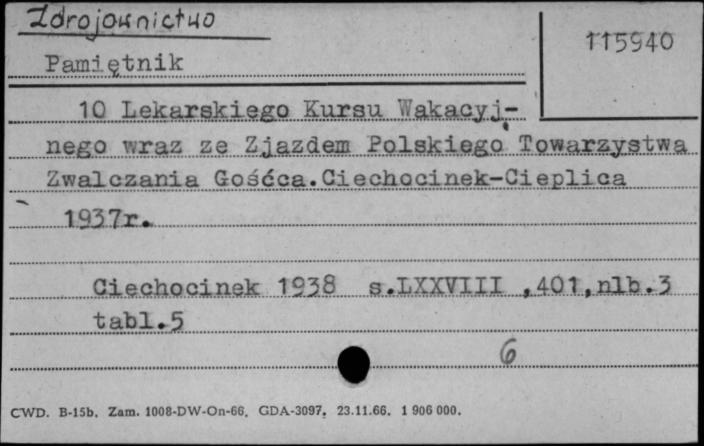 Zdrojownictwo
115940
Pamiętnik
10 Lekarskiego Kursu Wakacyj-
nego wraz ze Zjazdem Polskiego Towarzystwa
Zwalczania Gośćca.Ciechocinek-Cieplica
1937r.
Ciechocinek 1938 s.LXXVIII ,401,nlb.3
tabl.5
6
CWD. B-15b. Zam. 1008-DW-On-66. GDA-3097. 23.11.66. 1 906 000.